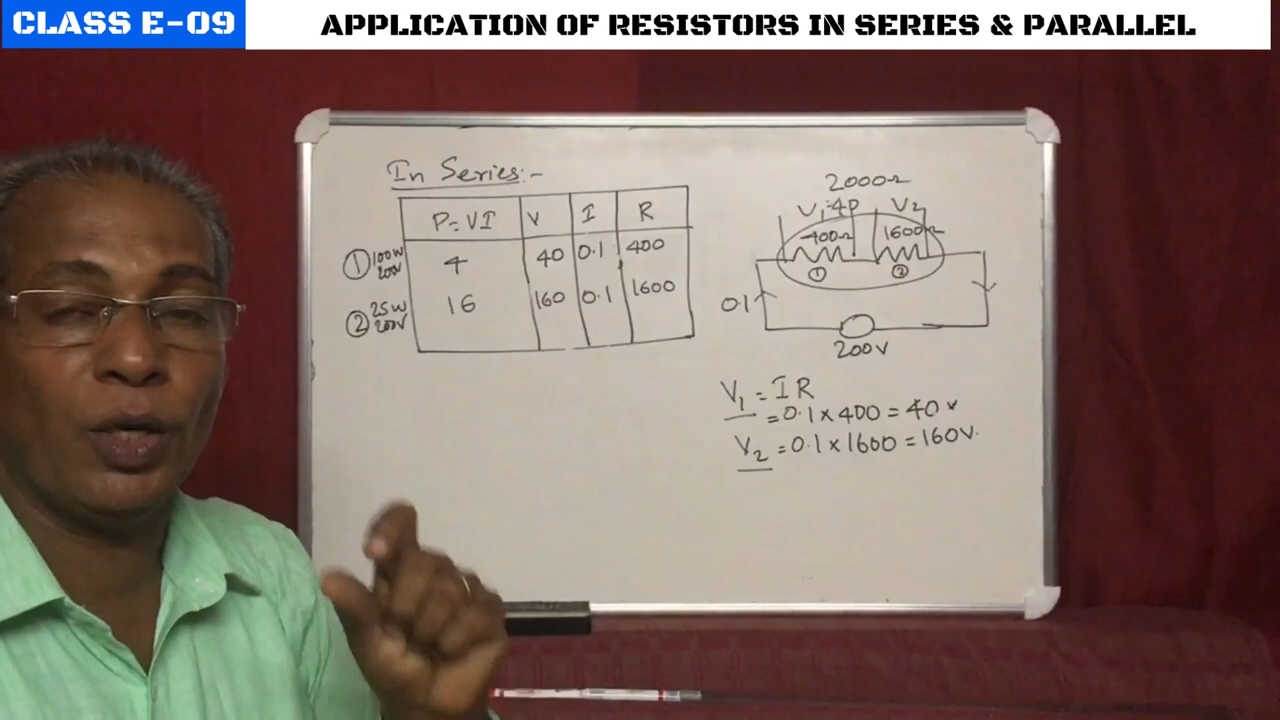 CLASS E-09
APPLICATION OF RESISTORS IN SERIES & PARALLEL
In Series:-
P=VI V I R
① 100W 200V 4 40 0.1 400
② 25W 200V 16 160 0.1 1600
2000Ω
V₁ V₂
400Ω 1600Ω
① ②
0.1
200V
V₁ = IR
= 0.1 x 400 = 40 v
V₂ = 0.1 x 1600 = 160V.